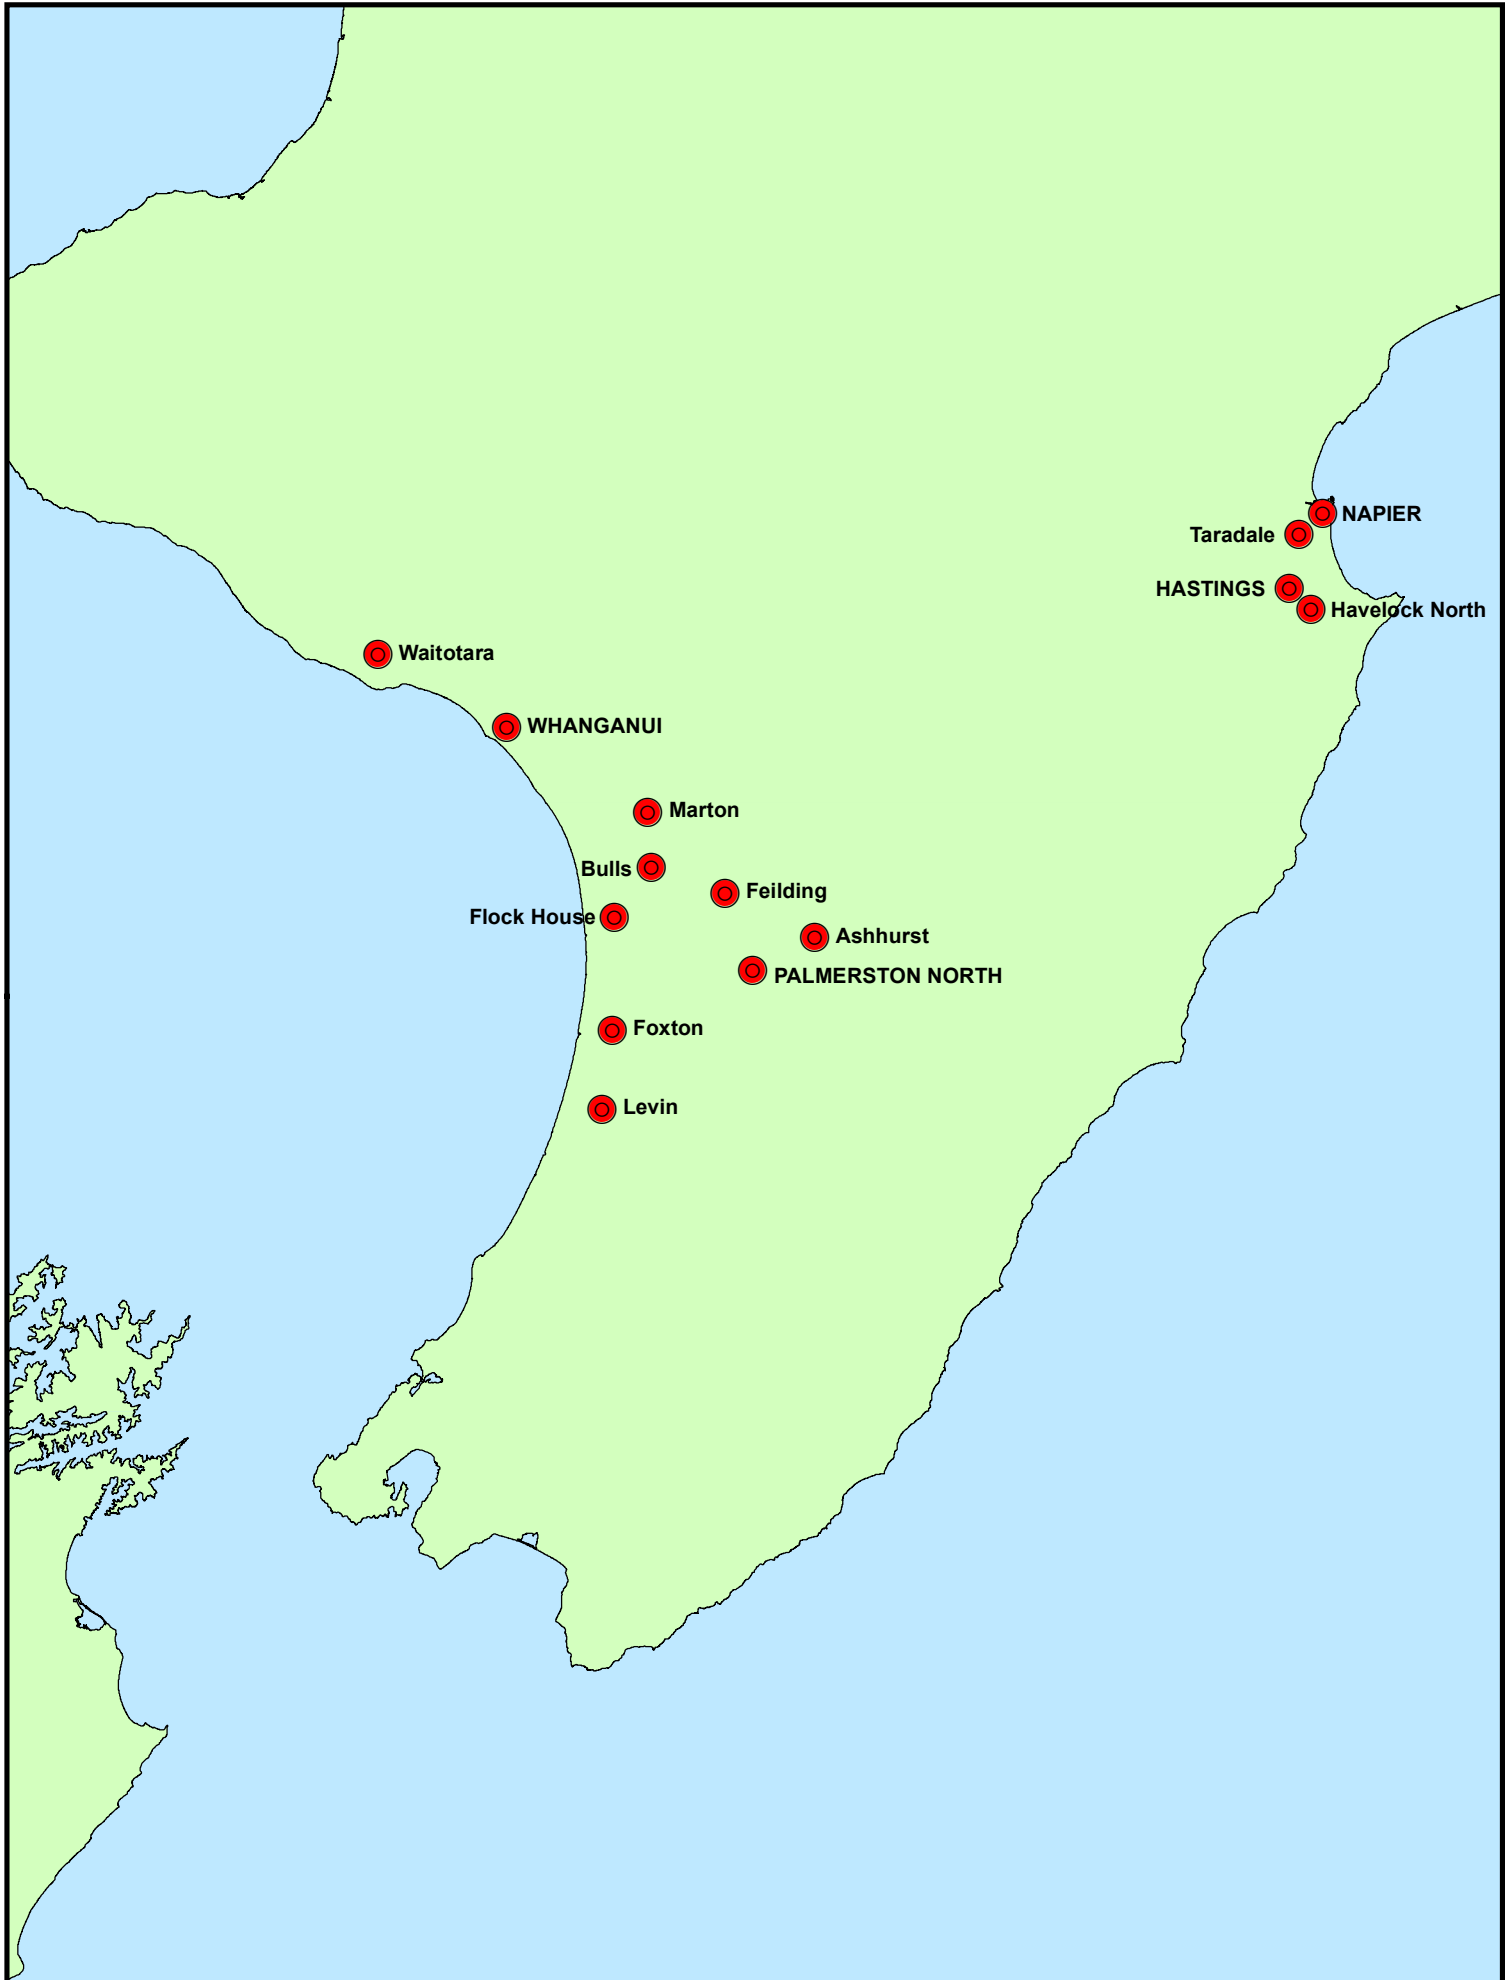 NAPIER
Taradale
HASTINGS
Havelock North
Waitotara
WHANGANUI
Marton
Bulls
Feilding
Flock House
Ashhurst
PALMERSTON NORTH
Foxton
Levin